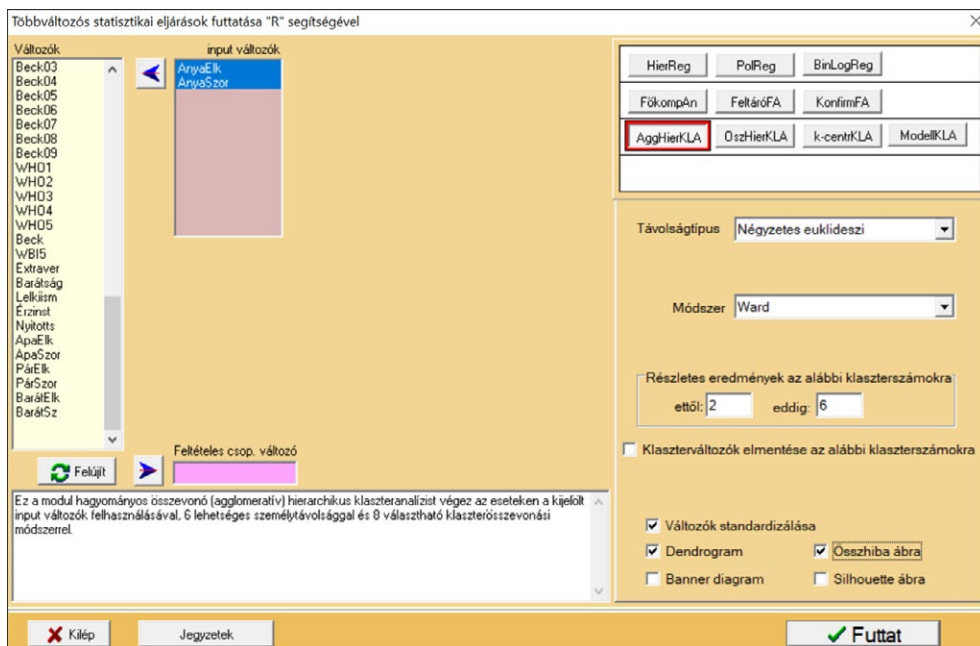 Többváltozós statisztikai eljárások futtatása "R" segítségével
Változók
input változók
Beck03
Beck04
Beck05
Beck06
Beck07
Beck08
Beck09
WHO1
WHO2
WHO3
WHO4
WHO5
Beck
WBI5
Extraver
Barátság
Lelkiism
Érzinst
Nyitotts
ApaElk
ApaSzor
PárElk
PárSzor
BarátElk
BarátSz
AnyaElk
AnyaSzor
HierReg
PolReg
BinLogReg
FőkompAn
FeltáróFA
KonfirmFA
AggHierKLA
OszHierKLA
k-centrKLA
ModellKLA
Távolságtípus
Négyzetes euklideszi
Módszer
Ward
Részletes eredmények az alábbi klaszterszámokra
ettől: 2 eddig: 6
Klaszterváltozók elmentése az alábbi klaszterszámokra
Felújít
Feltételes csop. változó
Ez a modul hagyományos összevonó (agglomeratív) hierarchikus klaszteranalízist végez az eseteken a kijelölt
input változók felhasználásával, 6 lehetséges személytávolsággal és 8 választható klaszterösszevonási
módszerrel.
Változók standardizálása
Dendrogram
Összhiba ábra
Banner diagram
Silhouette ábra
Kilép
Jegyzetek
Futtat